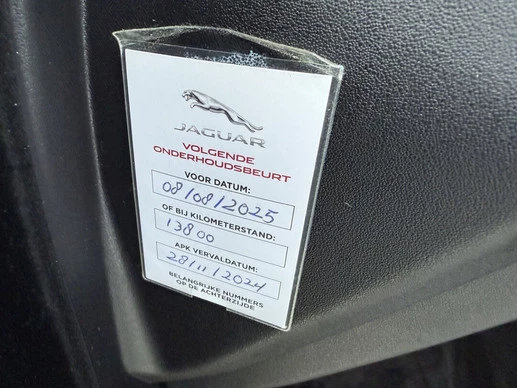 JAGUAR
VOLGENDE
ONDERHOUDSBEURT
VOOR DATUM:
08/08/2025
OF BIJ KILOMETERSTAND:
13800
APK VERVALDATUM:
28/11/2024
BELANGRIJKE NUMMERS
OP DE ACHTERZIJDE